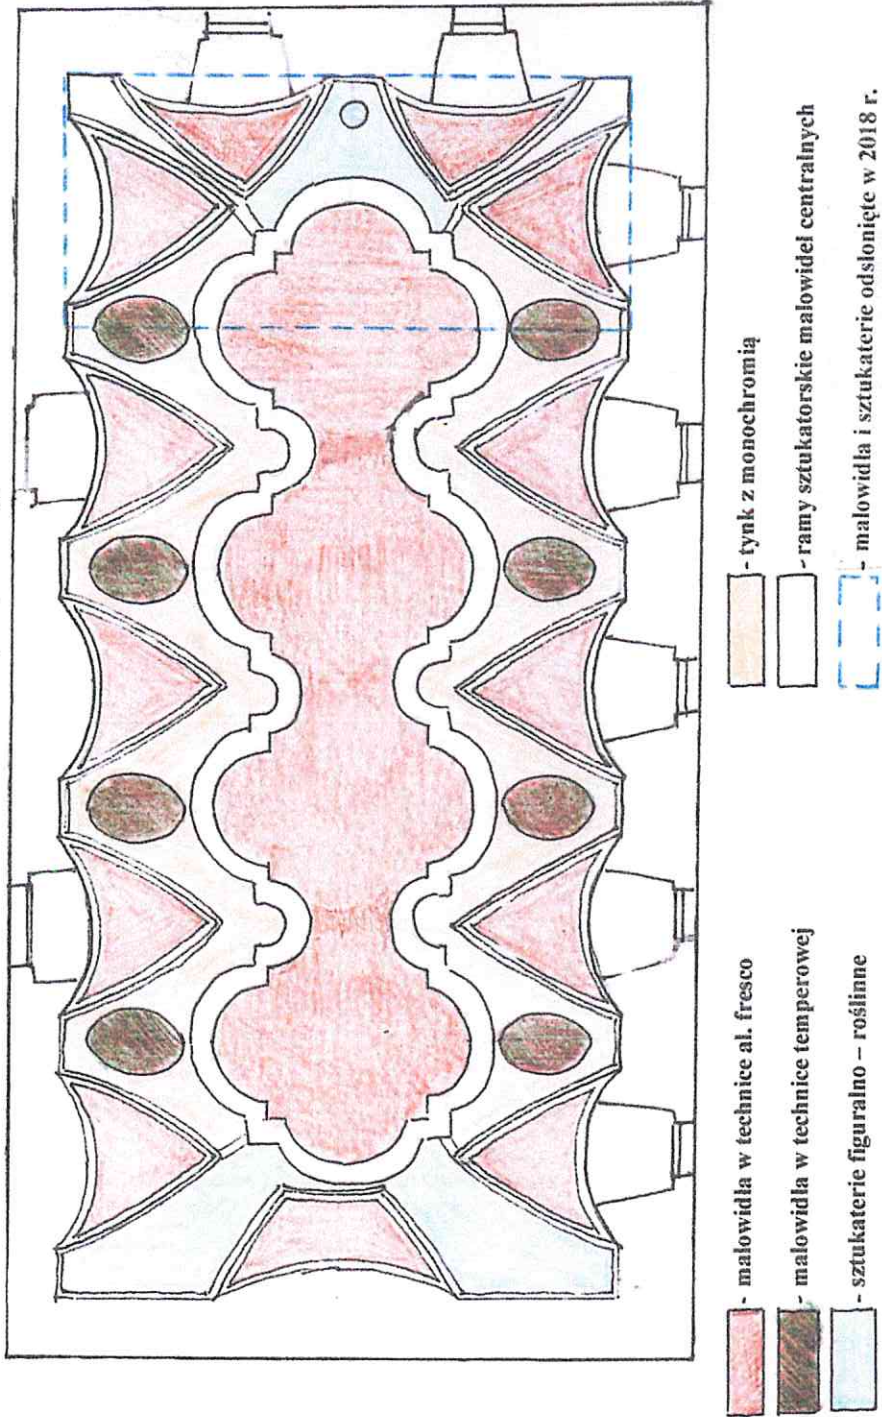 - malowidła w technice al. fresco
- malowidła w technice temperowej
- sztukaterie figuralno – roślinne
- tynk z monochromią
- ramy sztukatorskie malowideł centralnych
- malowidła i sztukaterie odsłonięte w 2018 r.